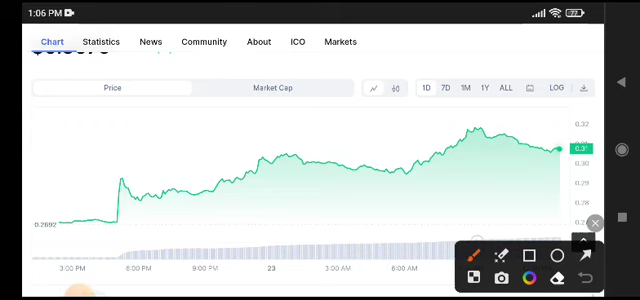 1:06 PM 77
Chart Statistics News Community About ICO Markets
Price Market Cap 1D 7D 1M 1Y ALL LOG
0.32
0.31
0.30
0.29
0.28
0.2692
3:00 PM 6:00 PM 9:00 PM 23 3:00 AM 6:00 AM